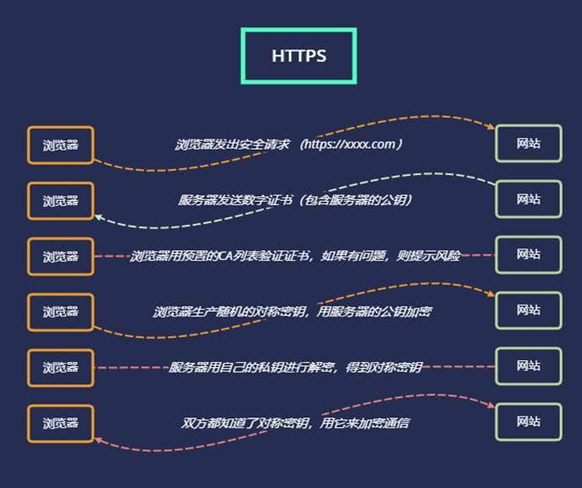 HTTPS
浏览器
浏览器发出安全请求 （https://xxxx.com）
网站
浏览器
服务器发送数字证书（包含服务器的公钥）
网站
浏览器
浏览器用预置的CA列表验证证书，如果有问题，则提示风险
网站
浏览器
浏览器生产随机的对称密钥，用服务器的公钥加密
网站
浏览器
服务器用自己的私钥进行解密，得到对称密钥
网站
浏览器
双方都知道了对称密钥，用它来加密通信
网站